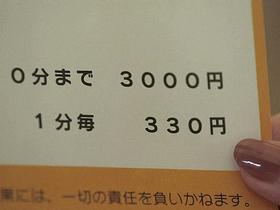 ０分まで　３０００円
１分毎　３３０円
果には、一切の責任を負いかねます。